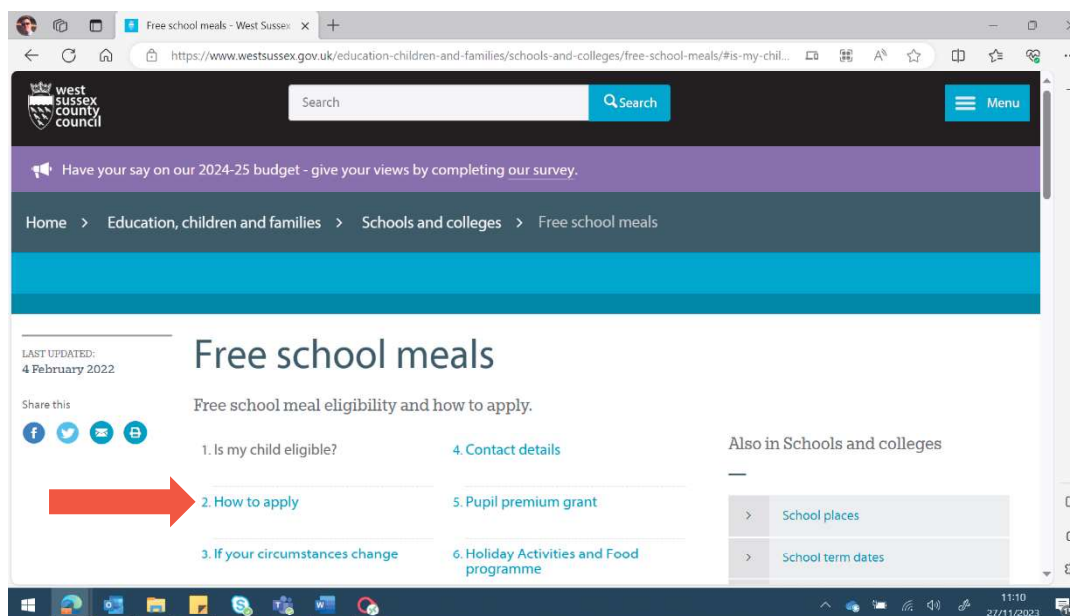 Free school meals - West Sussex
https://www.westsussex.gov.uk/education-children-and-families/schools-and-colleges/free-school-meals/#is-my-chil...
west
sussex
county
council
Search
Search
Menu
Have your say on our 2024-25 budget - give your views by completing our survey.
Home > Education, children and families > Schools and colleges > Free school meals
LAST UPDATED:
4 February 2022
Share this
Free school meals
Free school meal eligibility and how to apply.
1. Is my child eligible?
2. How to apply
3. If your circumstances change
4. Contact details
5. Pupil premium grant
6. Holiday Activities and Food
programme
Also in Schools and colleges
School places
School term dates
11:10
27/11/2023